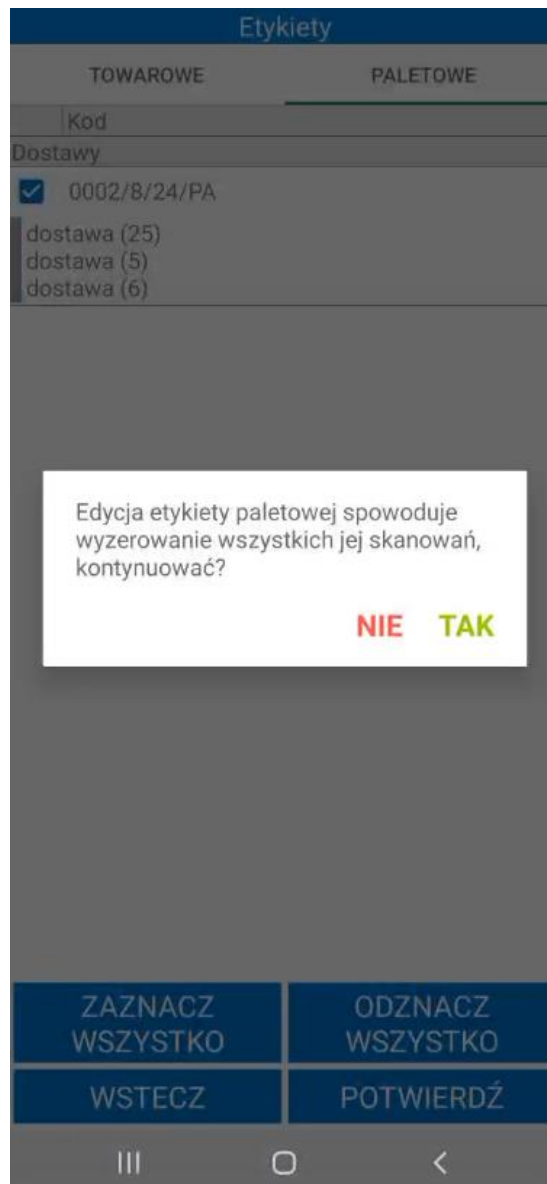 Etykiety
TOWAROWE
PALETOWE
Kod
Dostawy
0002/8/24/PA
dostawa (25)
dostawa (5)
dostawa (6)
Edycja etykiety paletowej spowoduje
wyzerowanie wszystkich jej skanowań,
kontynuować?
NIE TAK
ZAZNACZ
WSZYSTKO
ODZNACZ
WSZYSTKO
WSTECZ
POTWIERDŹ